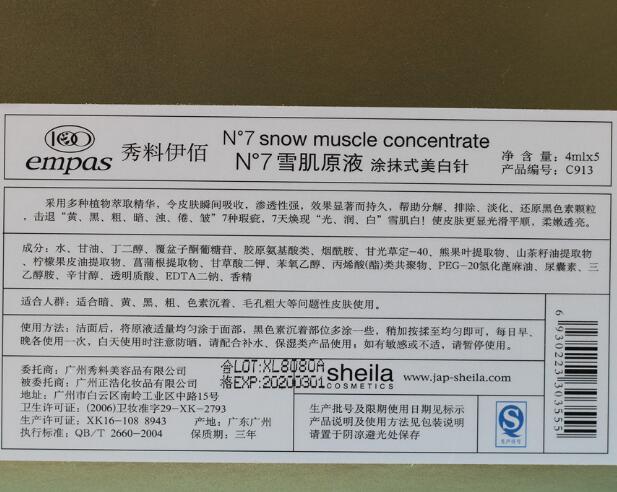 empas
秀料伊佰
N°7 snow muscle concentrate
N°7 雪肌原液 涂抹式美白针
净 含 量: 4mlx5
产品编号: C913
采用多种植物萃取精华，令皮肤瞬间吸收，渗透性强，效果显著而持久，帮助分解、排除、淡化、还原黑色素颗粒，
击退“黄、黑、粗、暗、浊、倦、皱”7种瑕疵，7天焕现“光、润、白”雪肌白！使皮肤更显光滑平顺，柔嫩透亮。
成分：水、甘油、丁二醇、覆盆子酮葡糖苷、胶原氨基酸类、烟酰胺、甘光草定-40、熊果叶提取物、山茶籽油提取物
、柠檬果皮油提取物、菖蒲根提取物、甘草酸二钾、苯氧乙醇、丙烯酸(酯)类共聚物、PEG-20氢化蓖麻油、尿囊素、三
乙醇胺、辛甘醇、透明质酸、EDTA二钠、香精
适合人群：适合暗、黄、黑、粗、色素沉着、毛孔粗大等问题性皮肤使用。
使用方法：洁面后，将原液适量均匀涂于面部，黑色素沉着部位多涂一些，稍加按揉至均匀即可，每日早、
晚各使用一次，白天使用时注意防晒，请配合补水、保湿类产品使用；如有敏感或不适，请暂停使用。
委托商：广州秀科美容品有限公司
被委托商：广州正浩化妆品有限公司
地址：广州市白云区南岭工业区中路15号
卫生许可证：(2006)卫妆准字29-XK-2793
生产许可证：XK16-108 8943 产地：广东广州
执行标准：QB/T 2660-2004 保质期：三年
合LOT:XL8080A
格EXP:20200301
sheila
COSMETICS
www.jap-sheila.com
生产批号及限期使用日期见标示
产品功能及使用方法见包装说明
请置于阴凉避光处保存
6930223303555